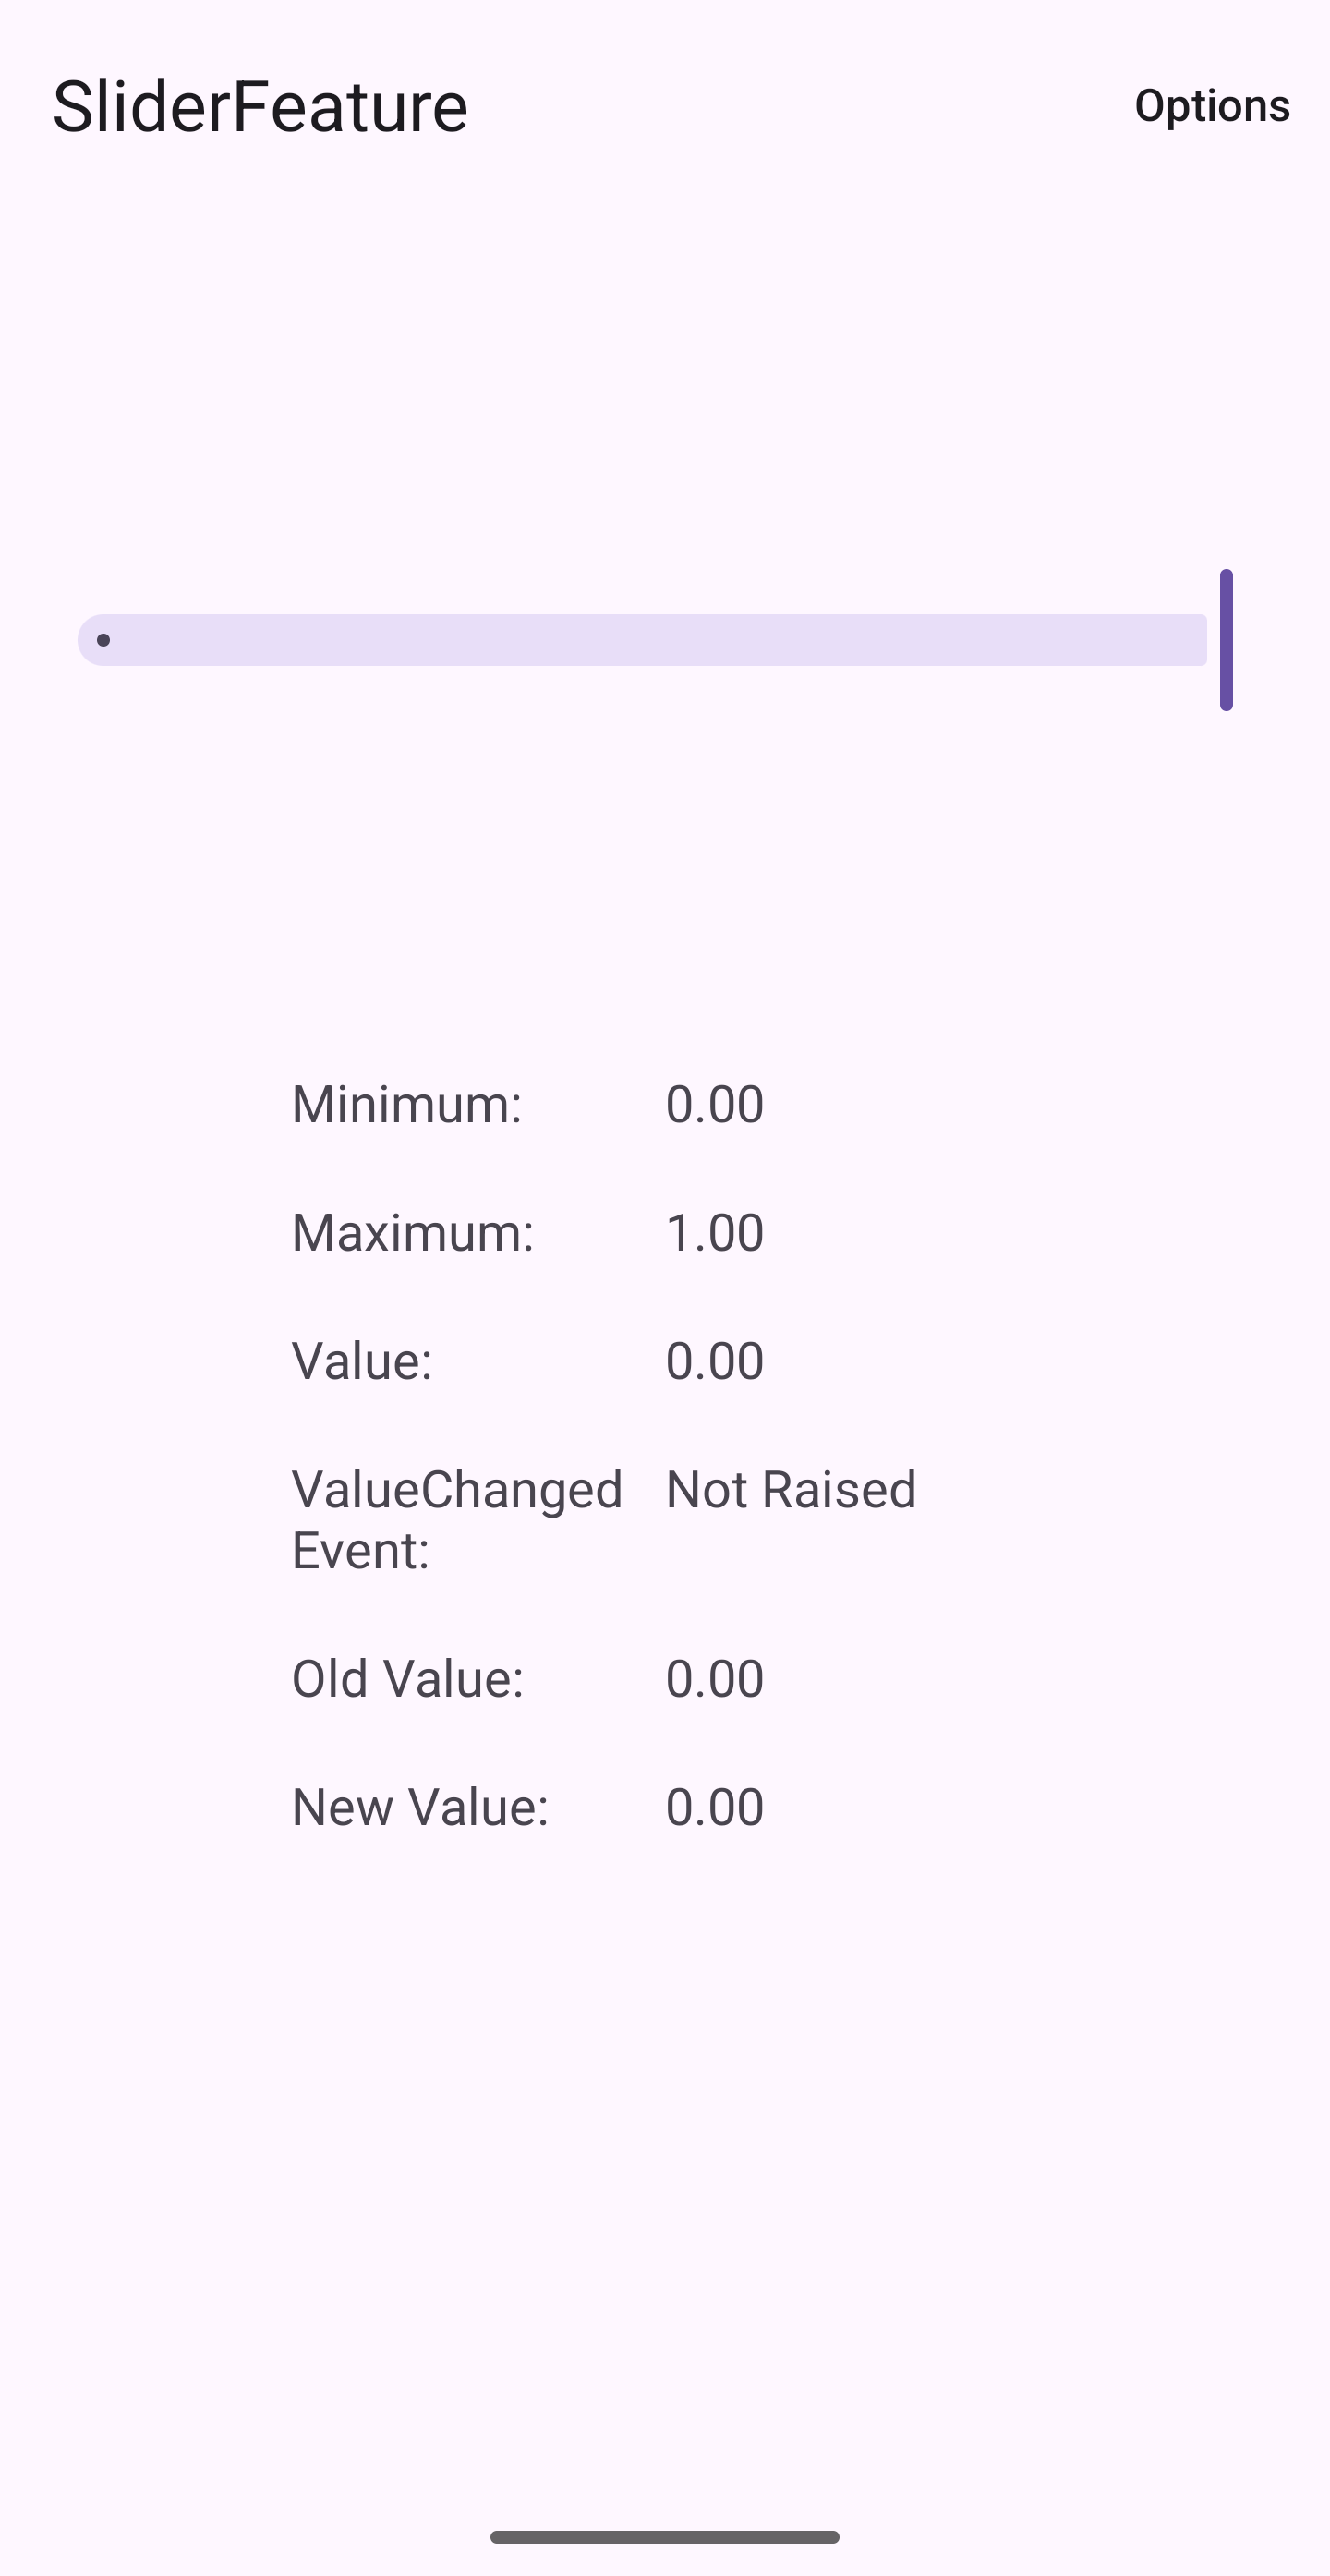 SliderFeature Options
Minimum: 0.00
Maximum: 1.00
Value: 0.00
ValueChanged Not Raised
Event:
Old Value: 0.00
New Value: 0.00